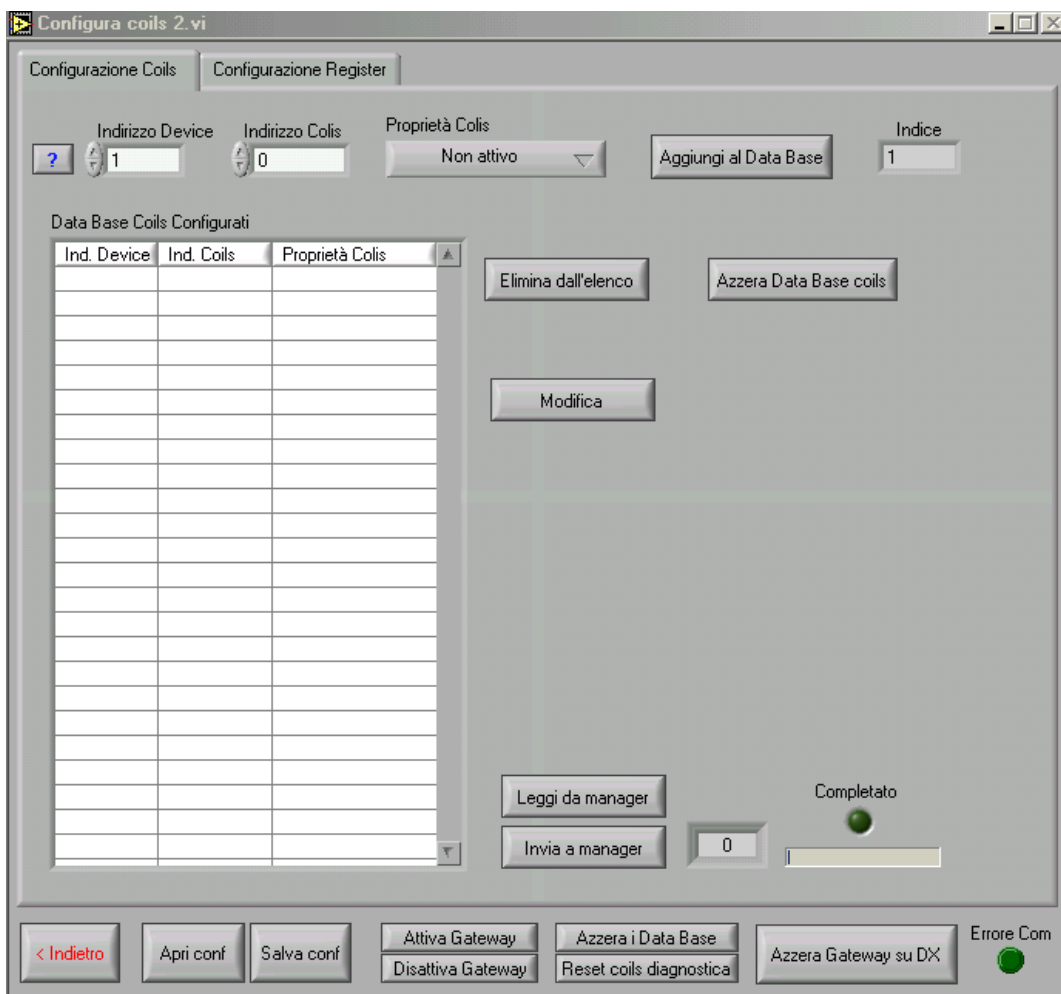 Configura coils 2.vi
Configurazione Coils
Configurazione Register
Indirizzo Device
Indirizzo Colis
Proprietà Colis
Indice
?
1
0
Non attivo
Aggiungi al Data Base
1
Data Base Coils Configurati
Ind. Device
Ind. Coils
Proprietà Colis
Elimina dall'elenco
Azzera Data Base coils
Modifica
Leggi da manager
Completato
Invia a manager
0
< Indietro
Apri conf
Salva conf
Attiva Gateway
Disattiva Gateway
Azzera i Data Base
Reset coils diagnostica
Azzera Gateway su DX
Errore Com